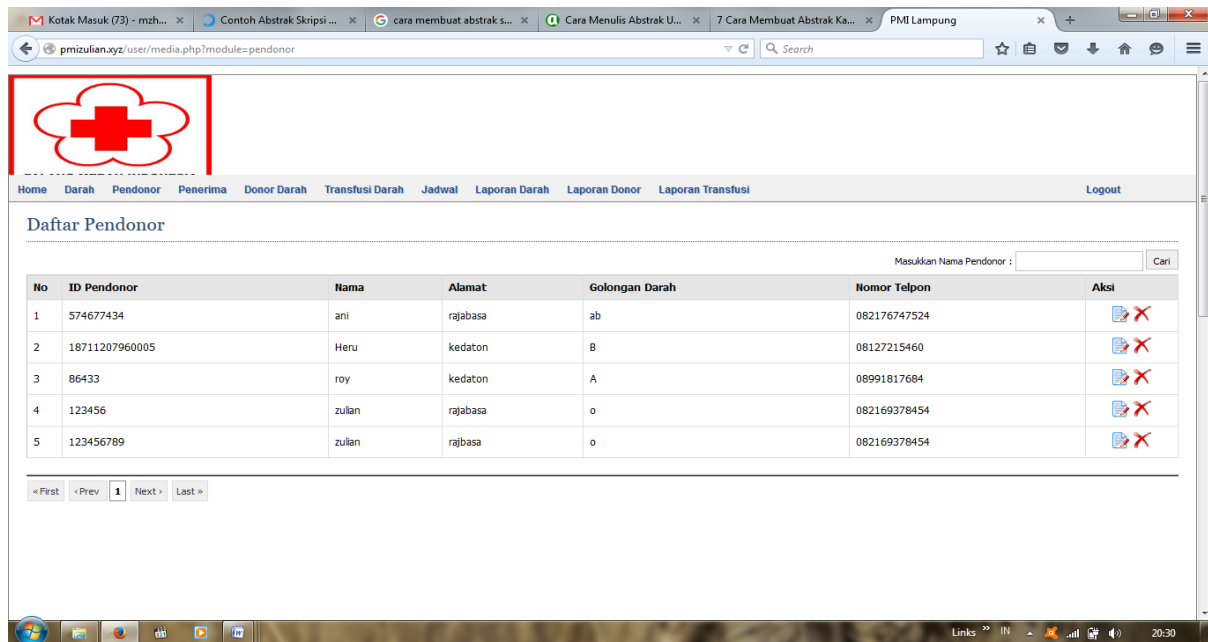 Kotak Masuk (73) - mzh...
Contoh Abstrak Skripsi ...
cara membuat abstrak s...
Cara Menulis Abstrak U...
7 Cara Membuat Abstrak Ka...
PMI Lampung
pmizulian.xyz/user/media.php?module=pendonor
Search
Home Darah Pendonor Penerima Donor Darah Transfusi Darah Jadwal Laporan Darah Laporan Donor Laporan Transfusi Logout
Daftar Pendonor
Masukkan Nama Pendonor : Cari
No ID Pendonor Nama Alamat Golongan Darah Nomor Telpon Aksi
1 574677434 ani rajabasa ab 082176747524
2 18711207960005 Heru kedaton B 08127215460
3 86433 roy kedaton A 08991817684
4 123456 zulian rajabasa o 082169378454
5 123456789 zulian rajbasa o 082169378454
« First ‹ Prev 1 Next › Last »
Links » IN 20:30